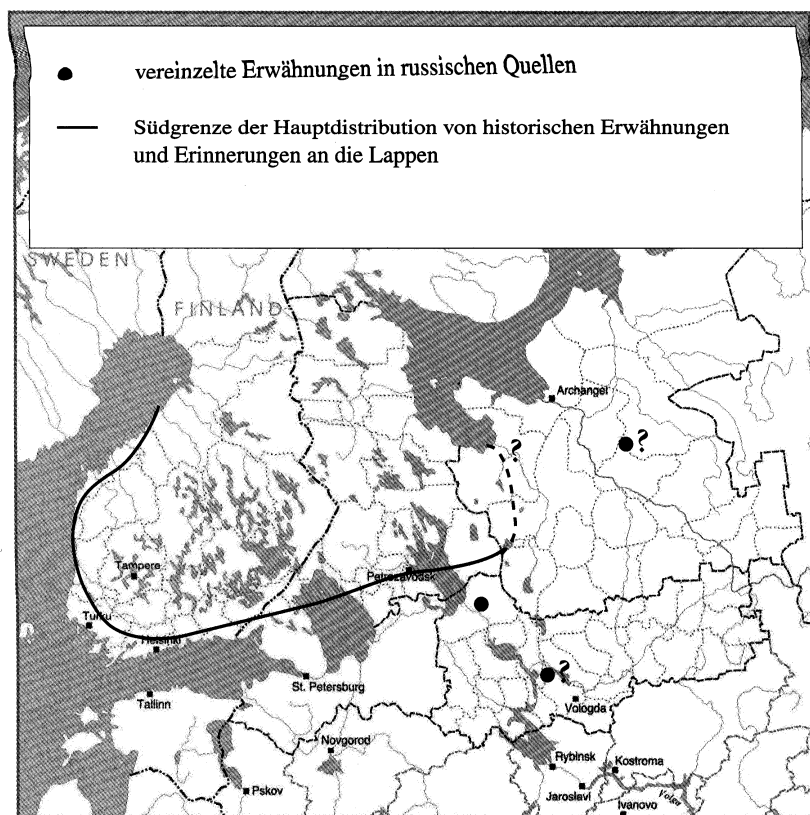 vereinzelte Erwähnungen in russischen Quellen
Südgrenze der Hauptdistribution von historischen Erwähnungen
und Erinnerungen an die Lappen
SWEDEN
FINLAND
Archangel
?
?
Tampere
Petrozavodsk
Turku
Helsinki
?
St. Petersburg
Tallinn
Vologda
Novgorod
Rybinsk
Kostroma
Pskov
Jaroslavl
Volga
Ivanovo